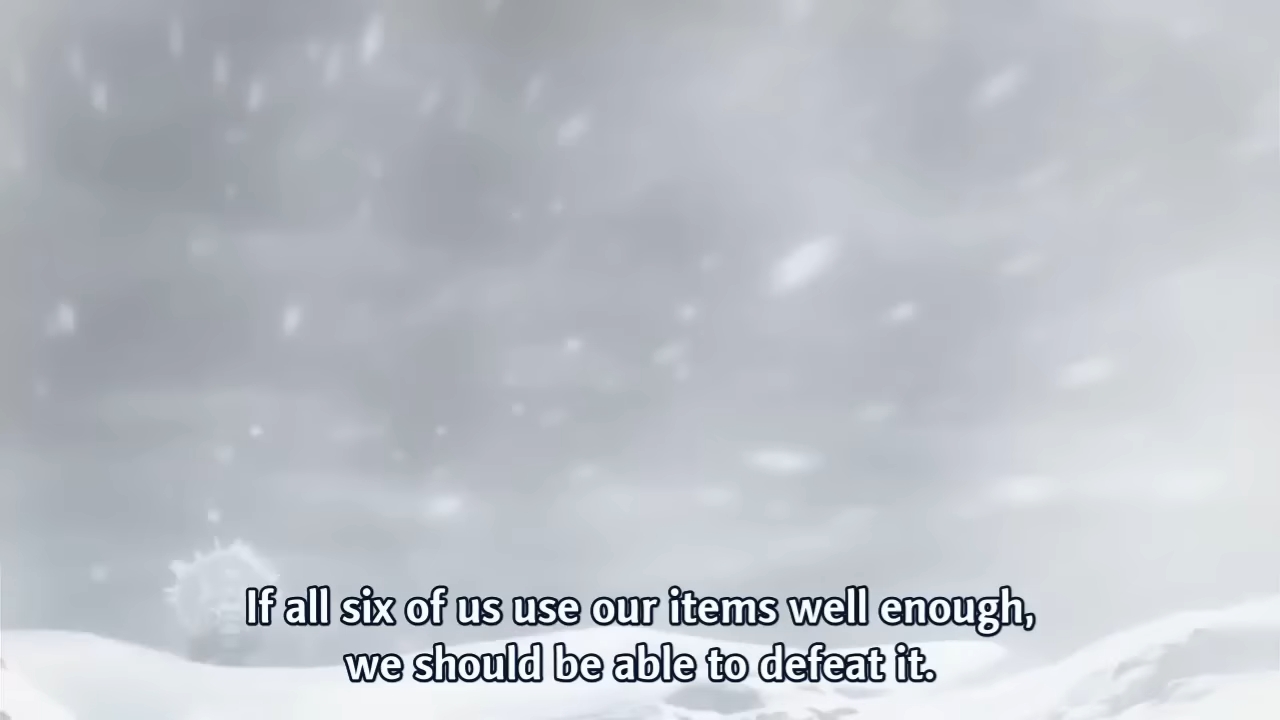 If all six of us use our items well enough,
we should be able to defeat it.